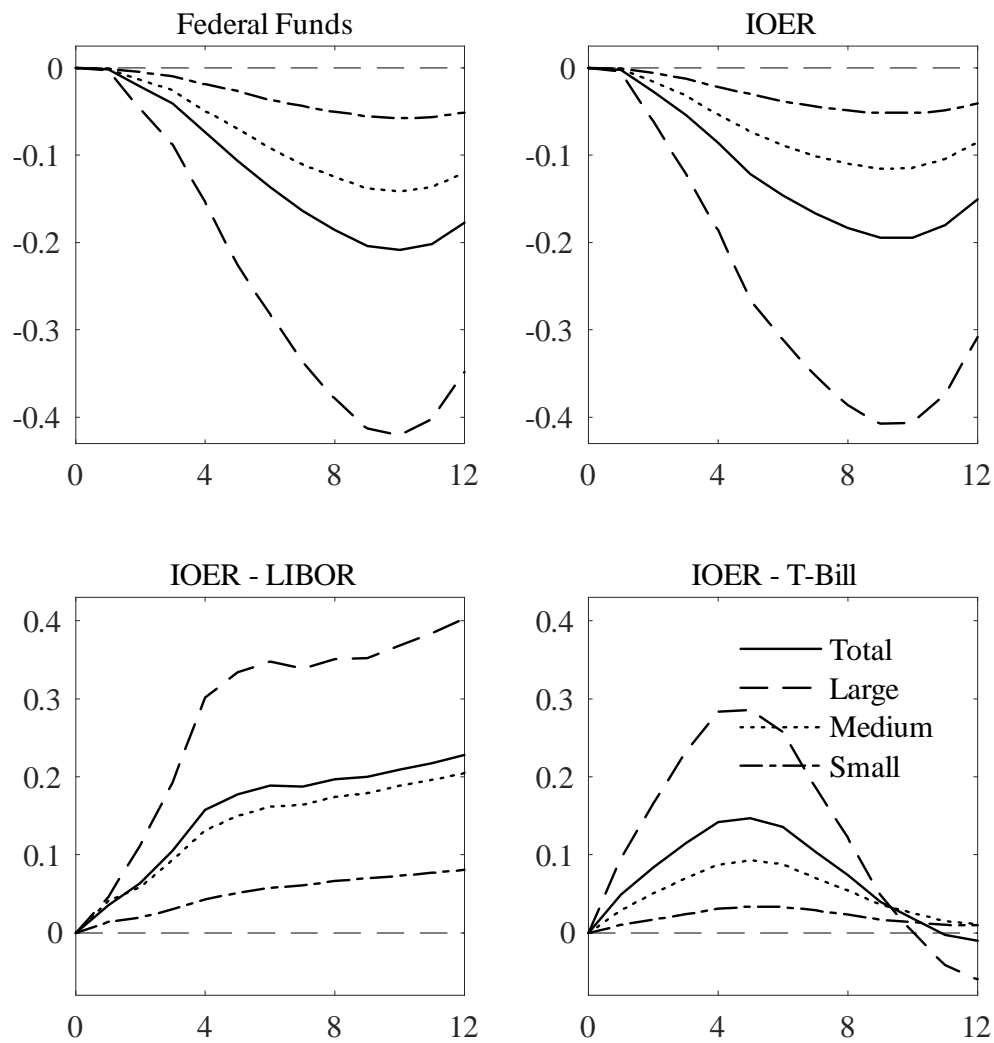 Federal Funds
0
-0.1
-0.2
-0.3
-0.4
0 4 8 12
IOER
0
-0.1
-0.2
-0.3
-0.4
0 4 8 12
IOER - LIBOR
0.4
0.3
0.2
0.1
0
0 4 8 12
IOER - T-Bill
0.4
0.3
0.2
0.1
0
Total
Large
Medium
Small
0 4 8 12